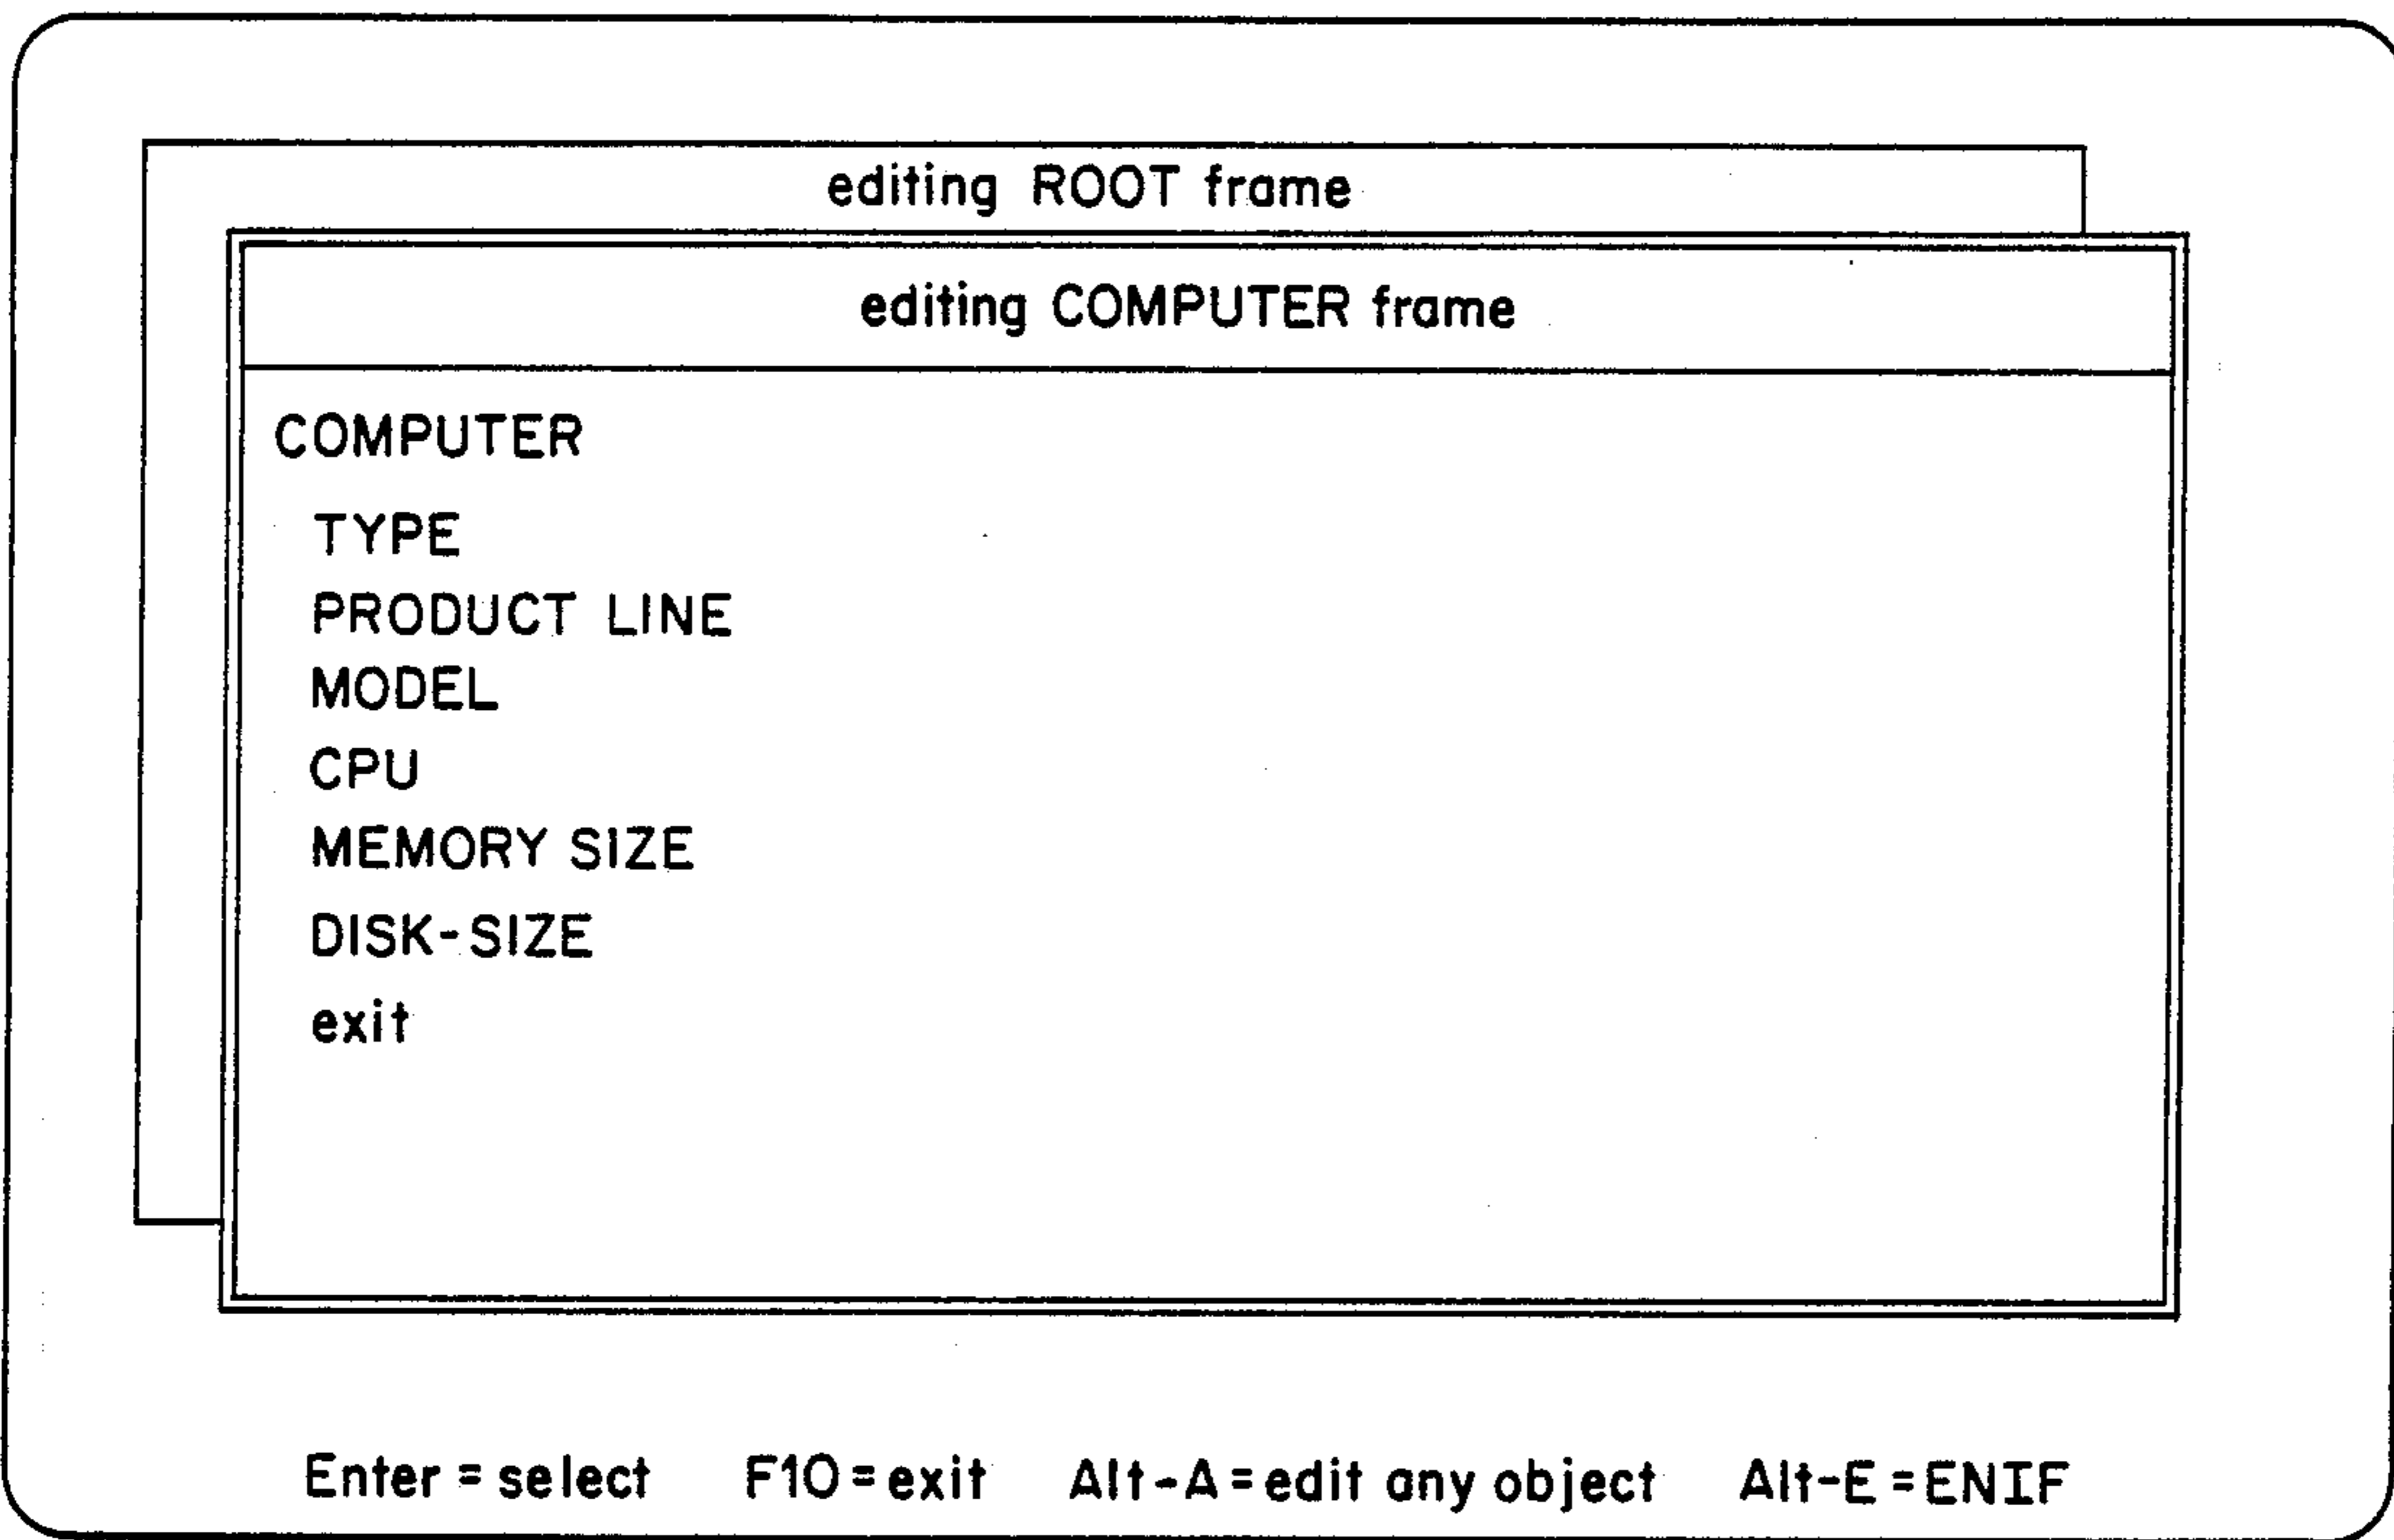 editing ROOT frame
editing COMPUTER frame
COMPUTER
TYPE
PRODUCT LINE
MODEL
CPU
MEMORY SIZE
DISK-SIZE
exit
Enter = select F10 = exit Alt-A = edit any object Alt-E = ENIF